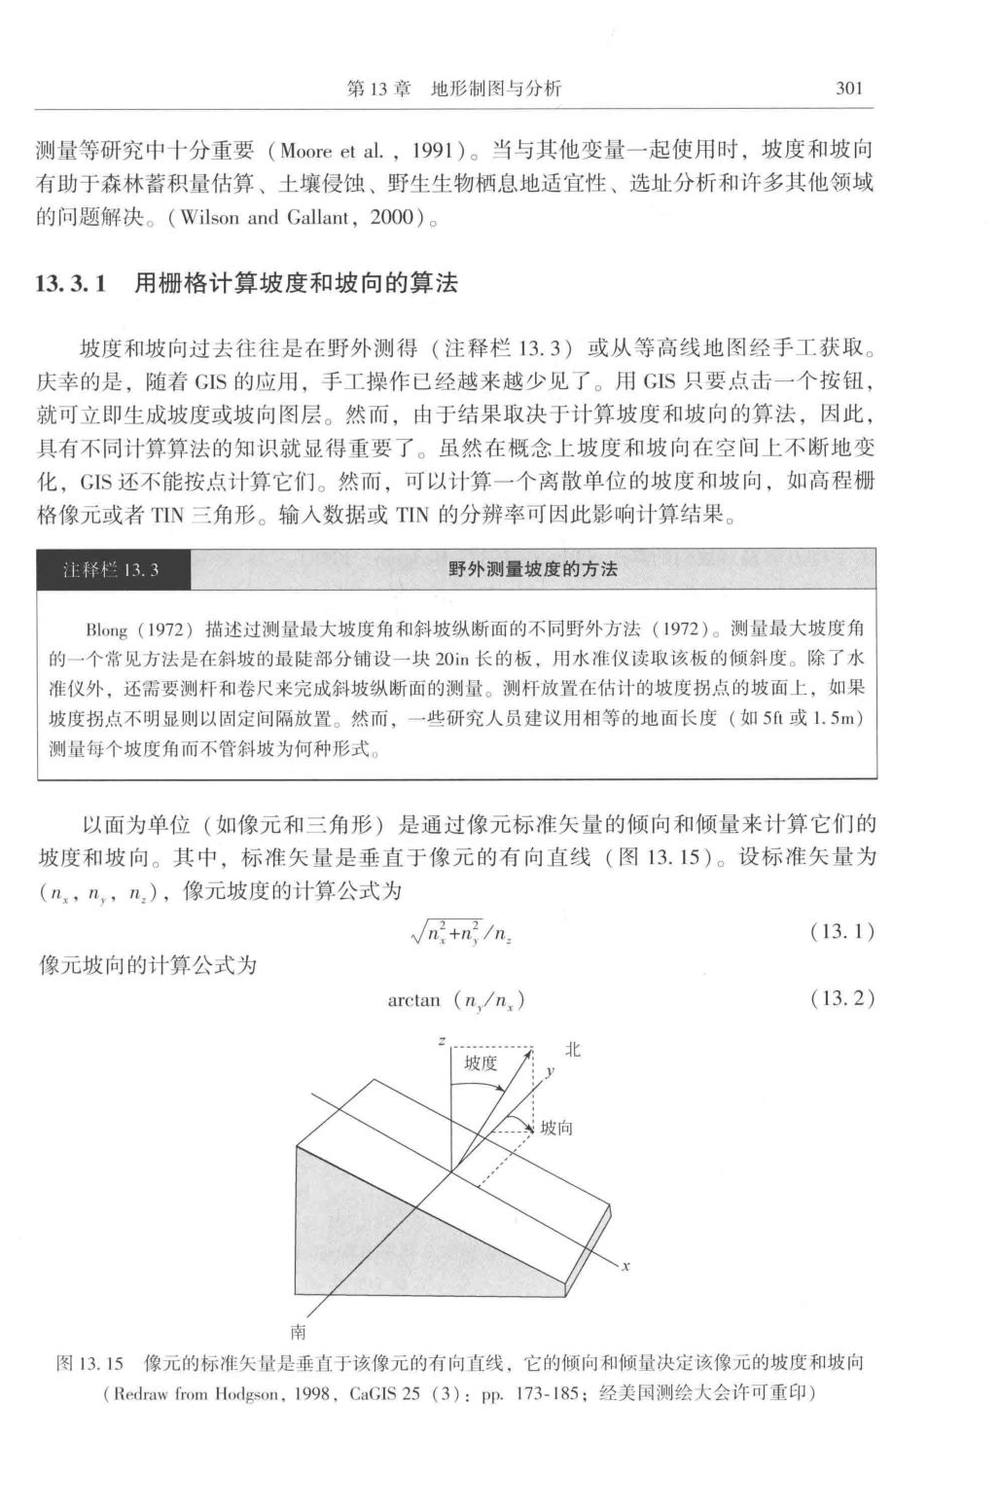 第 13 章 地形制图与分析 301
测量等研究中十分重要（Moore et al.，1991）。当与其他变量一起使用时，坡度和坡向
有助于森林蓄积量估算、土壤侵蚀、野生生物栖息地适宜性、选址分析和许多其他领域
的问题解决。（Wilson and Gallant，2000）。
13.3.1 用栅格计算坡度和坡向的算法
坡度和坡向过去往往是在野外测得（注释栏 13.3）或从等高线地图经手工获取。
庆幸的是，随着 GIS 的应用，手工操作已经越来越少见了。用 GIS 只要点击一个按钮，
就可立即生成坡度或坡向图层。然而，由于结果取决于计算坡度和坡向的算法，因此，
具有不同计算算法的知识就显得重要了。虽然在概念上坡度和坡向在空间上不断地变
化，GIS 还不能按点计算它们。然而，可以计算一个离散单位的坡度和坡向，如高程栅
格像元或者 TIN 三角形。输入数据或 TIN 的分辨率可因此影响计算结果。
注释栏 13.3 野外测量坡度的方法
Blong（1972）描述过测量最大坡度角和斜坡纵断面的不同野外方法（1972）。测量最大坡度角
的一个常见方法是在斜坡的最陡部分铺设一块 20in 长的板，用水准仪读取该板的倾斜度。除了水
准仪外，还需要测杆和卷尺来完成斜坡纵断面的测量。测杆放置在估计的坡度拐点的坡面上，如果
坡度拐点不明显则以固定间隔放置。然而，一些研究人员建议用相等的地面长度（如 5ft 或 1.5m）
测量每个坡度角而不管斜坡为何种形式。
以面为单位（如像元和三角形）是通过像元标准矢量的倾向和倾量来计算它们的
坡度和坡向。其中，标准矢量是垂直于像元的有向直线（图 13.15）。设标准矢量为
（nₓ，n_y，n_z），像元坡度的计算公式为
√(nₓ²+n_y²)/n_z （13.1）
像元坡向的计算公式为
arctan（n_y/nₓ） （13.2）
z
北
坡度
y
坡向
x
南
图 13.15 像元的标准矢量是垂直于该像元的有向直线，它的倾向和倾量决定该像元的坡度和坡向
（Redraw from Hodgson，1998，CaGIS 25（3）：pp. 173-185；经美国测绘大会许可重印）